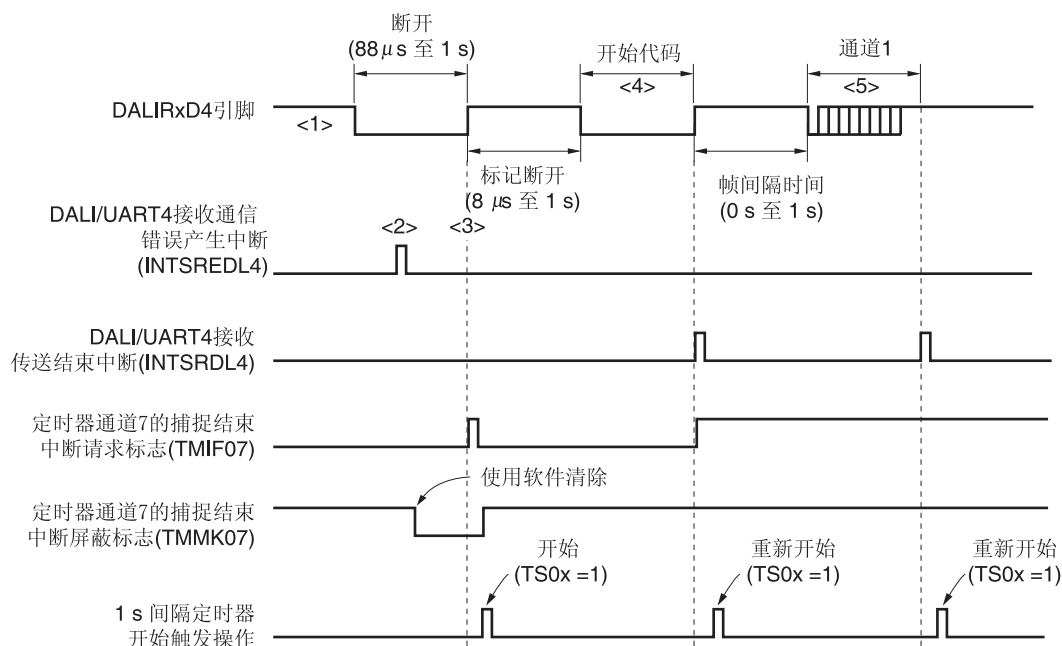 断开
(88 μs 至 1 s)
开始代码
<4>
通道1
<5>
DALIRxD4引脚
<1>
标记断开
(8 μs 至 1 s)
帧间隔时间
(0 s 至 1 s)
DALI/UART4接收通信
错误产生中断
(INTSREDL4)
<2>
<3>
DALI/UART4接收
传送结束中断(INTSRDL4)
定时器通道7的捕捉结束
中断请求标志(TMIF07)
使用软件清除
定时器通道7的捕捉结束
中断屏蔽标志(TMMK07)
开始
(TS0x =1)
重新开始
(TS0x =1)
重新开始
(TS0x =1)
1 s 间隔定时器
开始触发操作